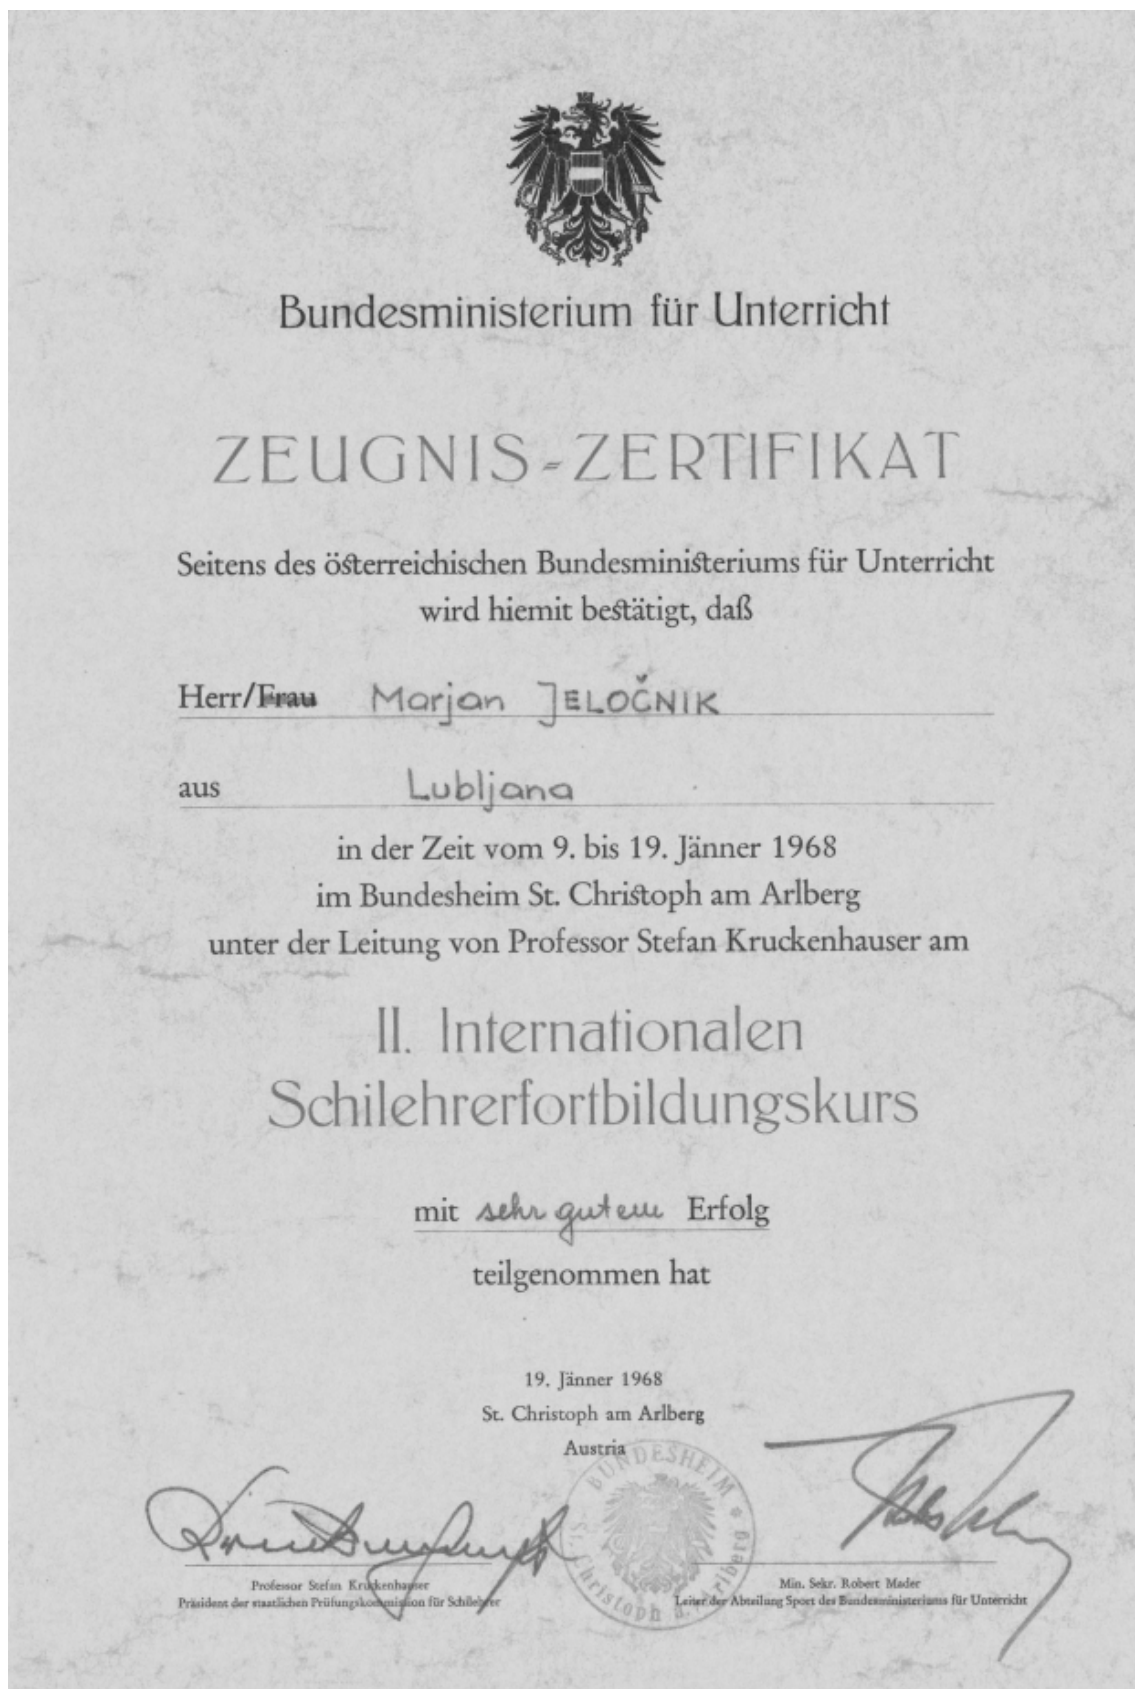 Bundesministerium für Unterricht
ZEUGNIS-ZERTIFIKAT
Seitens des österreichischen Bundesministeriums für Unterricht
wird hiemit bestätigt, daß
Herr/Frau Marjan JELOČNIK
aus Lubljana
in der Zeit vom 9. bis 19. Jänner 1968
im Bundesheim St. Christoph am Arlberg
unter der Leitung von Professor Stefan Kruckenhauser am
II. Internationalen
Schilehrerfortbildungskurs
mit sehr gutem Erfolg
teilgenommen hat
19. Jänner 1968
St. Christoph am Arlberg
Austria
BUNDESHEIM
St. Christoph a. Arlberg
Professor Stefan Kruckenhauser
Präsident der staatlichen Prüfungskommission für Schilehrer
Min. Sekr. Robert Mader
Leiter der Abteilung Sport des Bundesministeriums für Unterricht